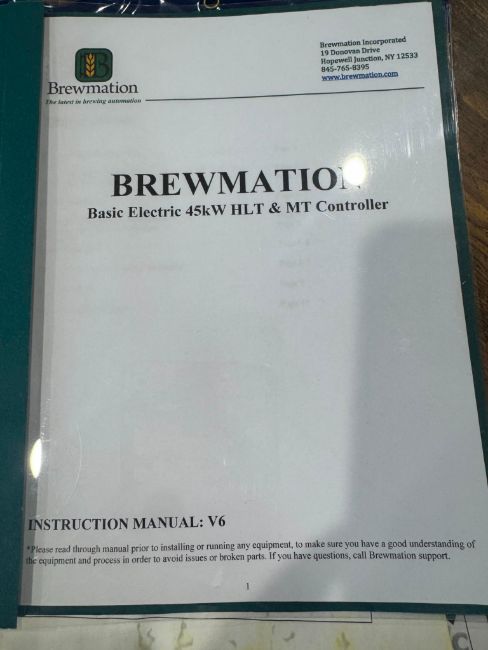 Brewmation
The latest in brewing automation
Brewmation Incorporated
19 Donovan Drive
Hopewell Junction, NY 12533
845-765-8395
www.brewmation.com
BREWMATION
Basic Electric 45kW HLT & MT Controller
INSTRUCTION MANUAL: V6
*Please read through manual prior to installing or running any equipment, to make sure you have a good understanding of
the equipment and process in order to avoid issues or broken parts. If you have questions, call Brewmation support.
1
C